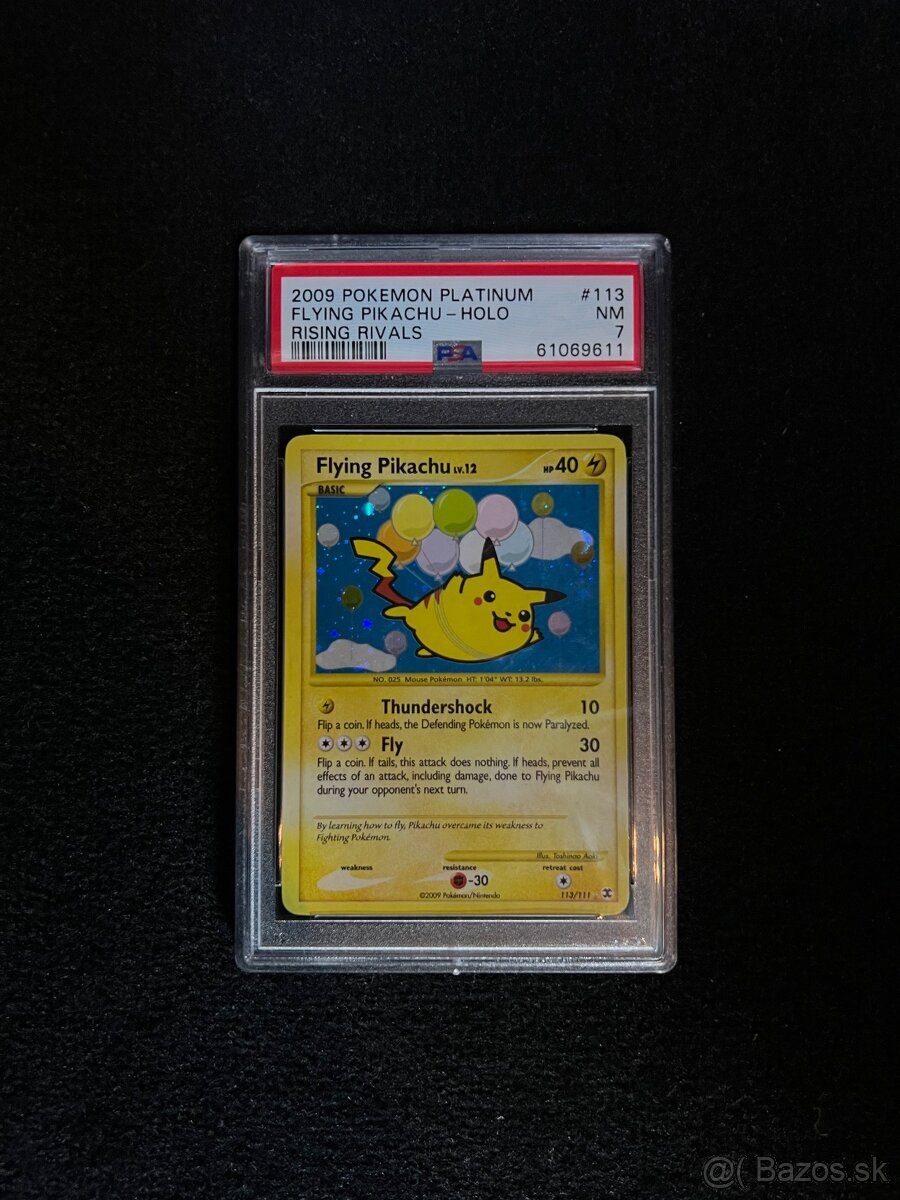 2009 POKEMON PLATINUM #113
FLYING PIKACHU - HOLO NM
RISING RIVALS 7
PSA 61069611
Flying Pikachu LV.12 HP 40
BASIC
NO. 025 Mouse Pokémon HT: 1'04" WT: 13.2 lbs.
Thundershock 10
Flip a coin. If heads, the Defending Pokémon is now Paralyzed.
Fly 30
Flip a coin. If tails, this attack does nothing. If heads, prevent all
effects of an attack, including damage, done to Flying Pikachu
during your opponent's next turn.
By learning how to fly, Pikachu overcame its weakness to
Fighting Pokémon.
Illus. Toshinao Aoki
weakness resistance retreat cost
-30
©2009 Pokémon/Nintendo 113/111
@( Bazos.sk